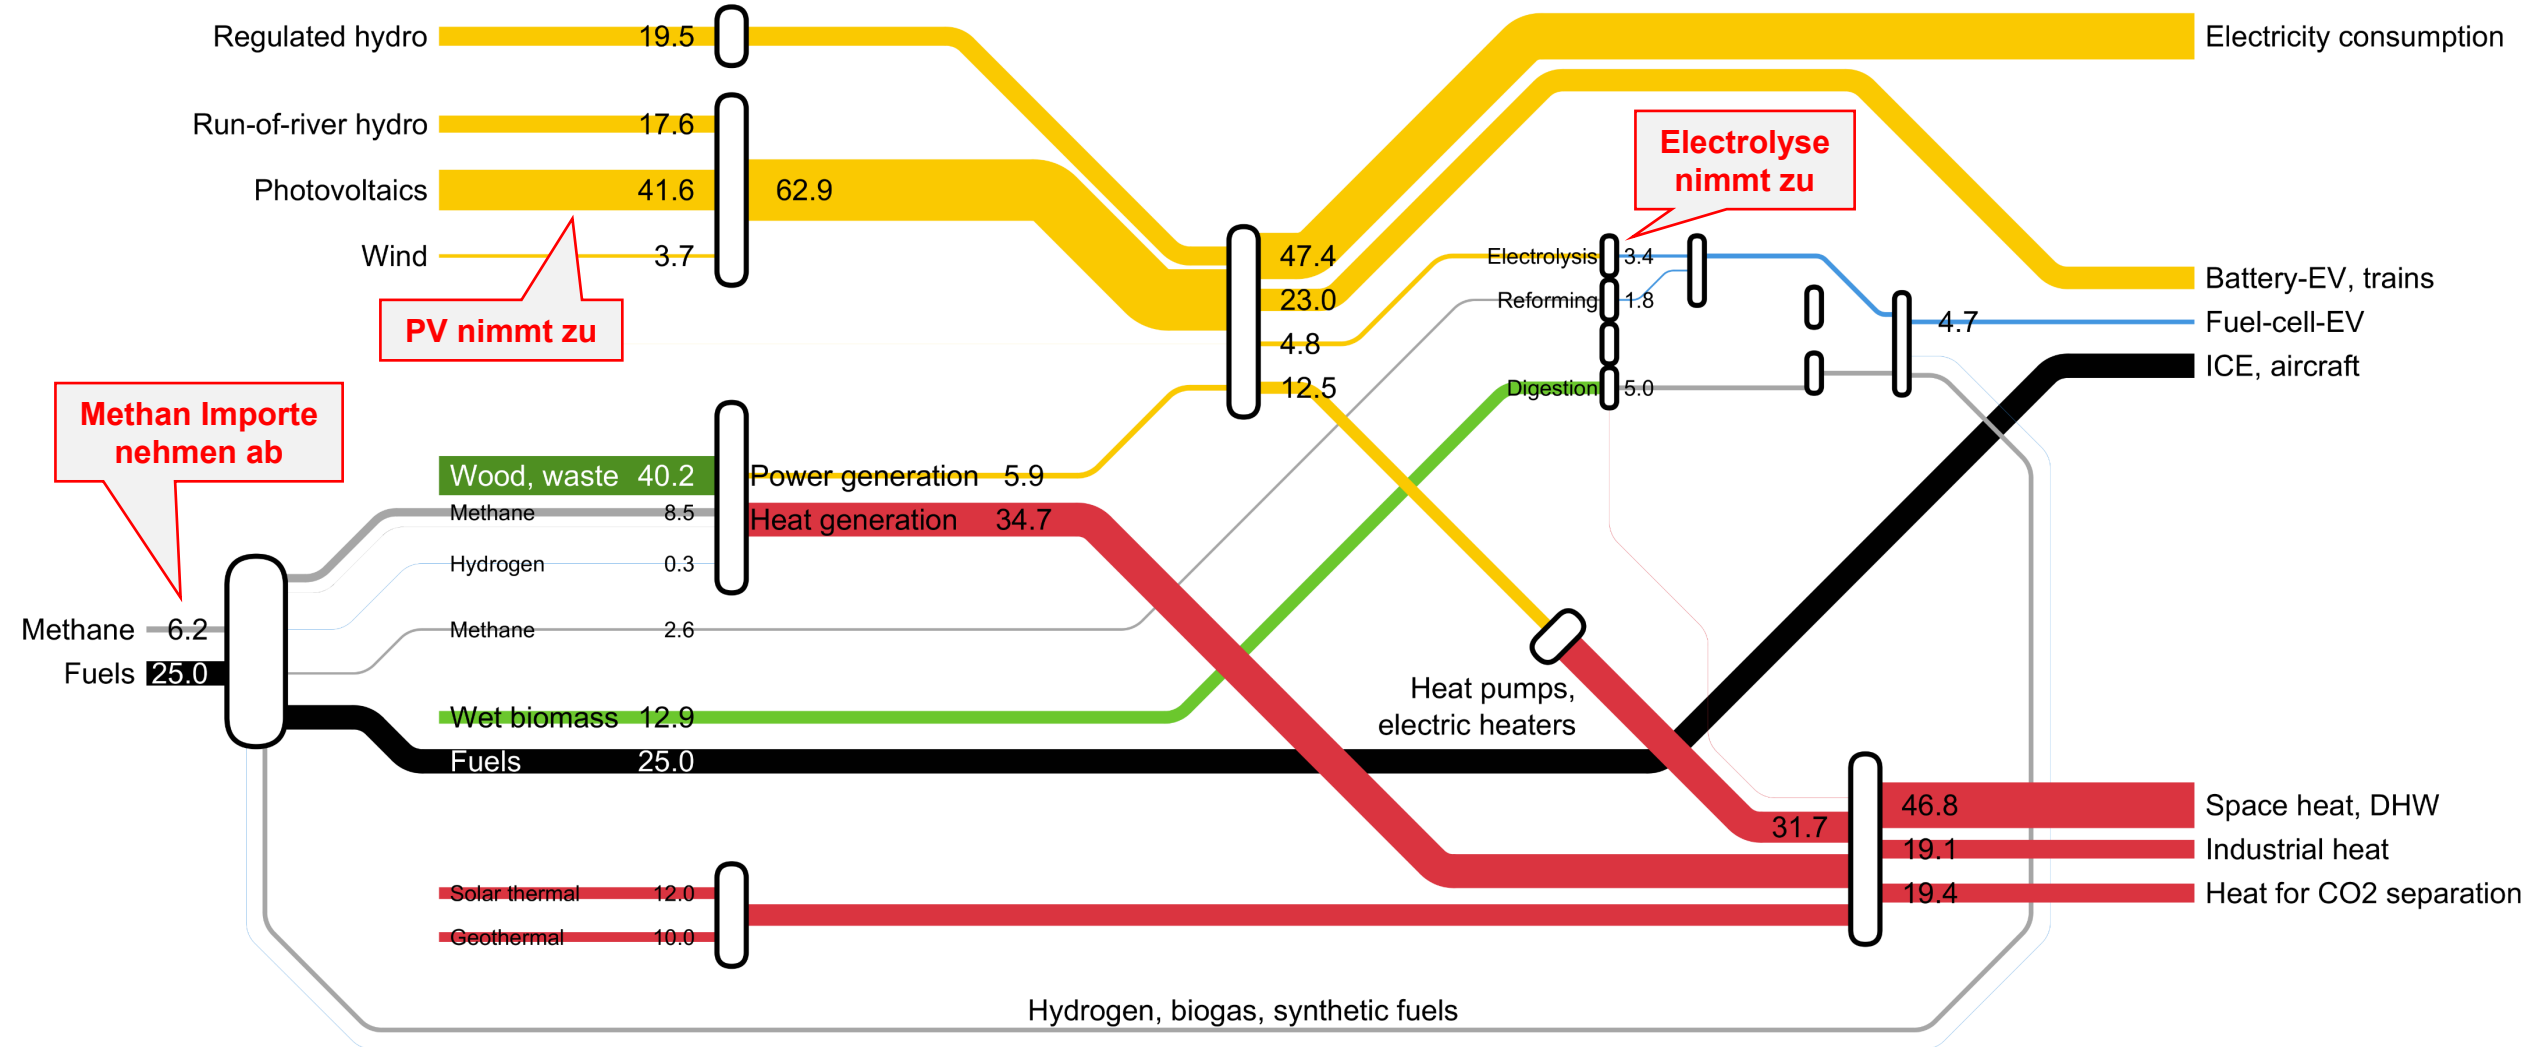 Regulated hydro 19.5
Electricity consumption
Run-of-river hydro 17.6
Electrolyse
nimmt zu
Photovoltaics 41.6 62.9
Wind 3.7
47.4
Electrolysis 3.4
Battery-EV, trains
23.0
Reforming 1.8
4.7 Fuel-cell-EV
PV nimmt zu
4.8
ICE, aircraft
12.5
Digestion 5.0
Methan Importe
nehmen ab
Wood, waste 40.2 Power generation 5.9
Methane 8.5 Heat generation 34.7
Hydrogen 0.3
Methane 6.2
Methane 2.6
Fuels 25.0
Heat pumps,
electric heaters
Wet biomass 12.9
Fuels 25.0
46.8 Space heat, DHW
31.7
19.1 Industrial heat
Solar thermal 12.0
19.4 Heat for CO2 separation
Geothermal 10.0
Hydrogen, biogas, synthetic fuels